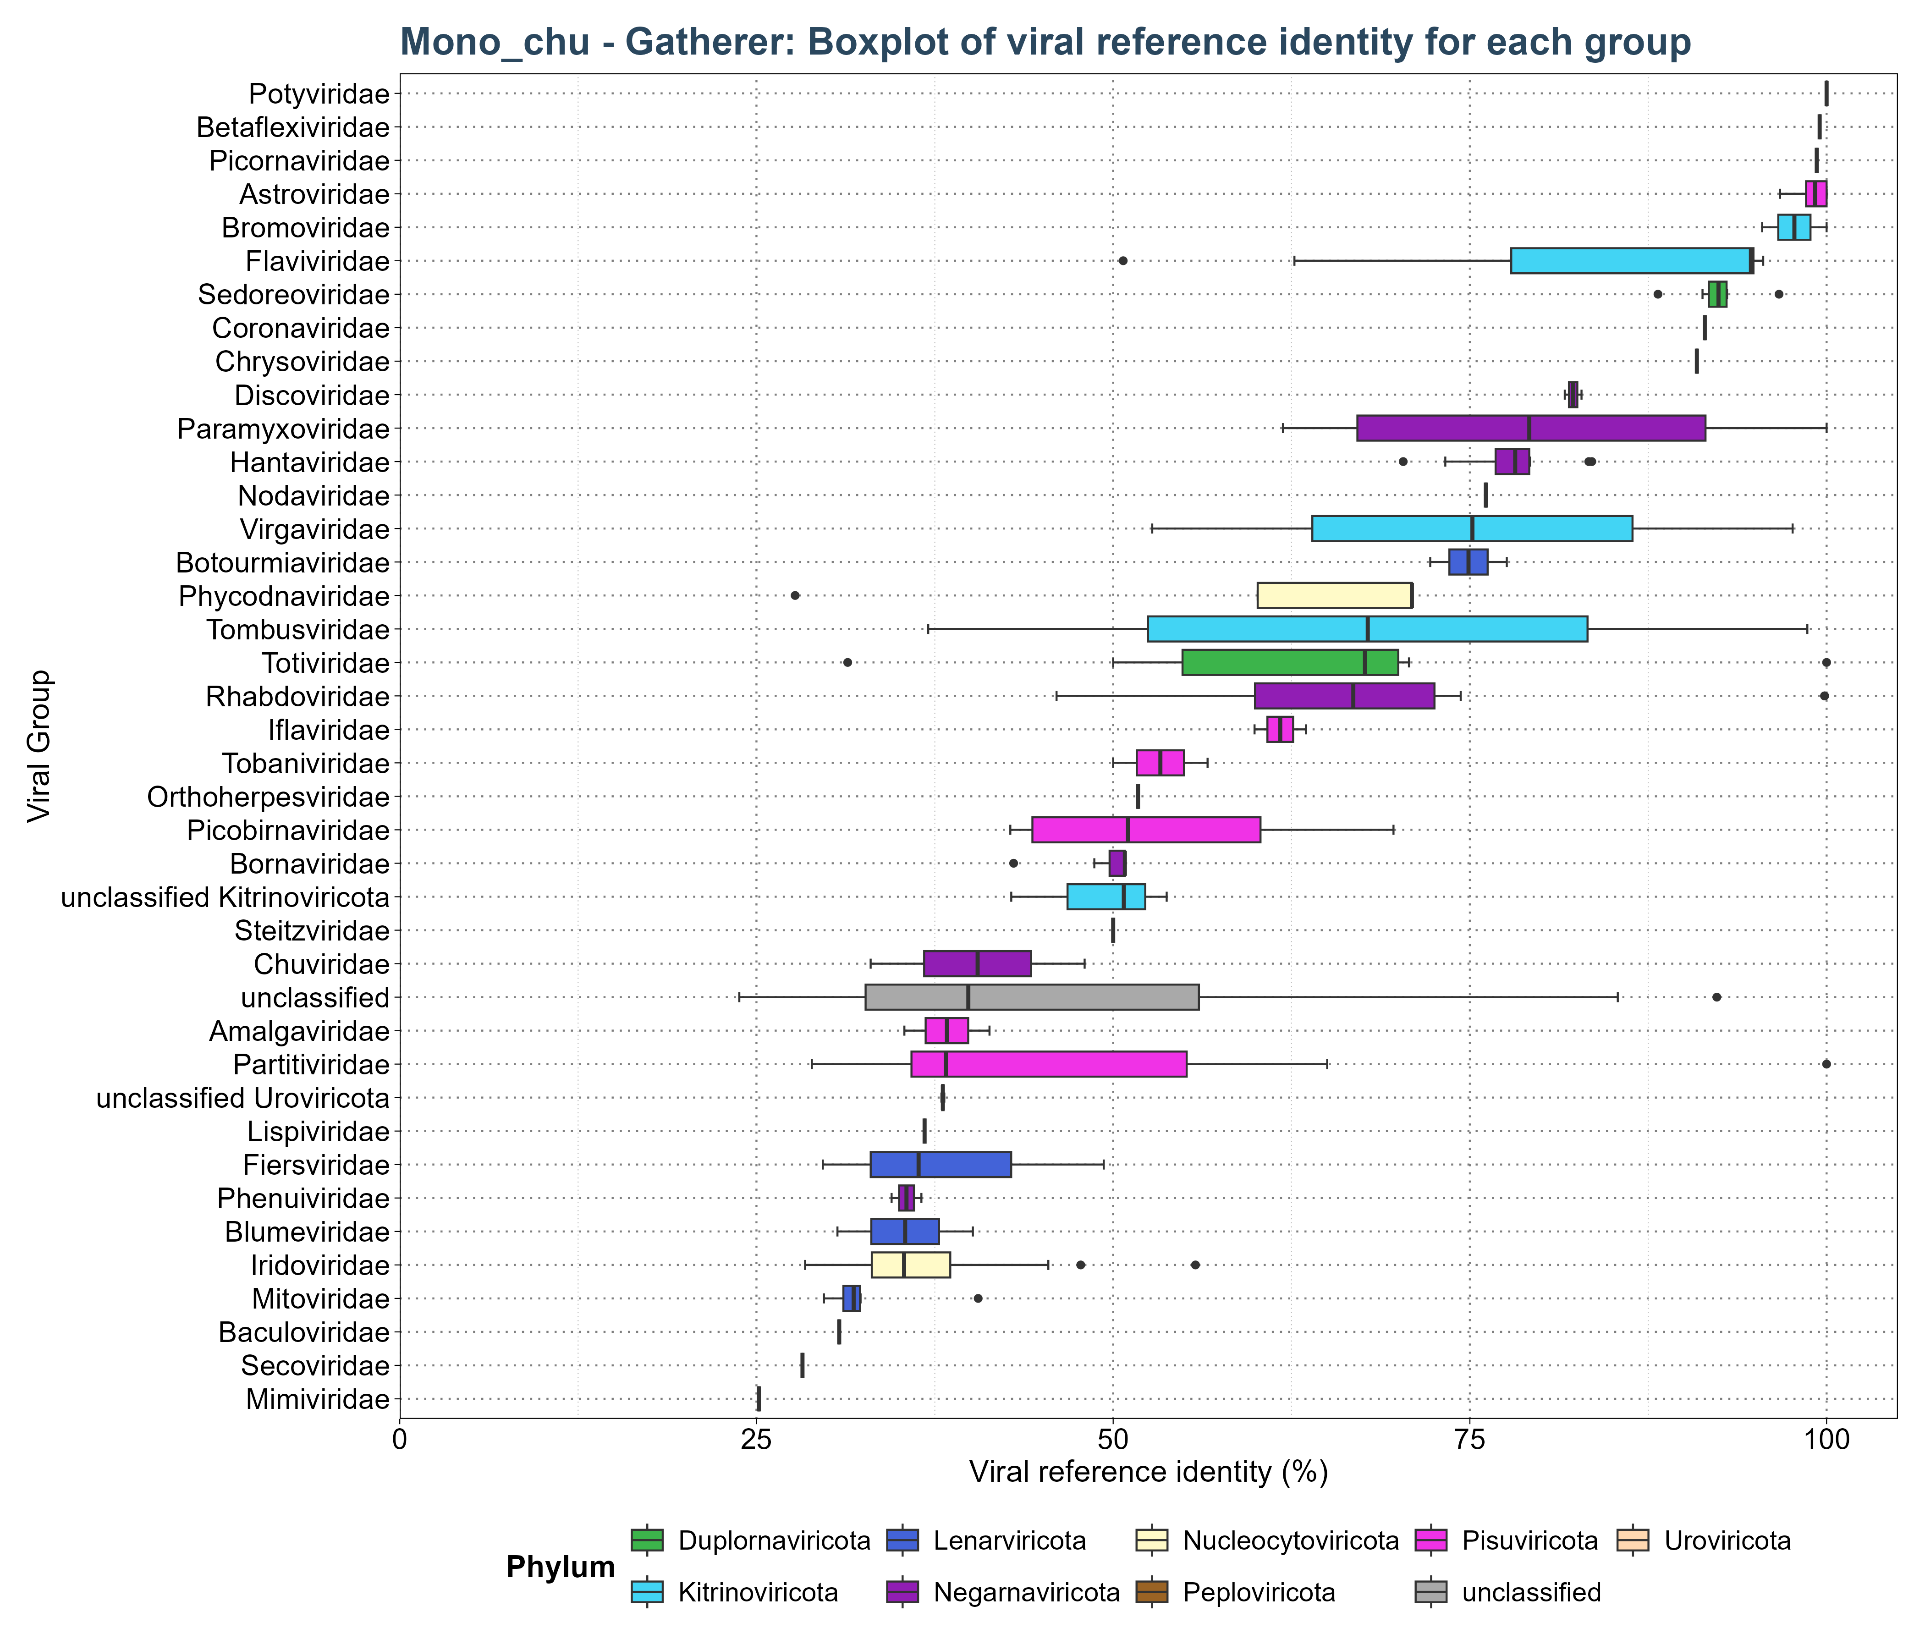 Mono_chu - Gatherer: Boxplot of viral reference identity for each group
Viral Group
Potyviridae
Betaflexiviridae
Picornaviridae
Astroviridae
Bromoviridae
Flaviviridae
Sedoreoviridae
Coronaviridae
Chrysoviridae
Discoviridae
Paramyxoviridae
Hantaviridae
Nodaviridae
Virgaviridae
Botourmiaviridae
Phycodnaviridae
Tombusviridae
Totiviridae
Rhabdoviridae
Iflaviridae
Tobaniviridae
Orthoherpesviridae
Picobirnaviridae
Bornaviridae
unclassified Kitrinoviricota
Steitzviridae
Chuviridae
unclassified
Amalgaviridae
Partitiviridae
unclassified Uroviricota
Lispiviridae
Fiersviridae
Phenuiviridae
Blumeviridae
Iridoviridae
Mitoviridae
Baculoviridae
Secoviridae
Mimiviridae
0 25 50 75 100
Viral reference identity (%)
Phylum
Duplornaviricota Lenarviricota Nucleocytoviricota Pisuviricota Uroviricota
Kitrinoviricota Negarnaviricota Peploviricota unclassified